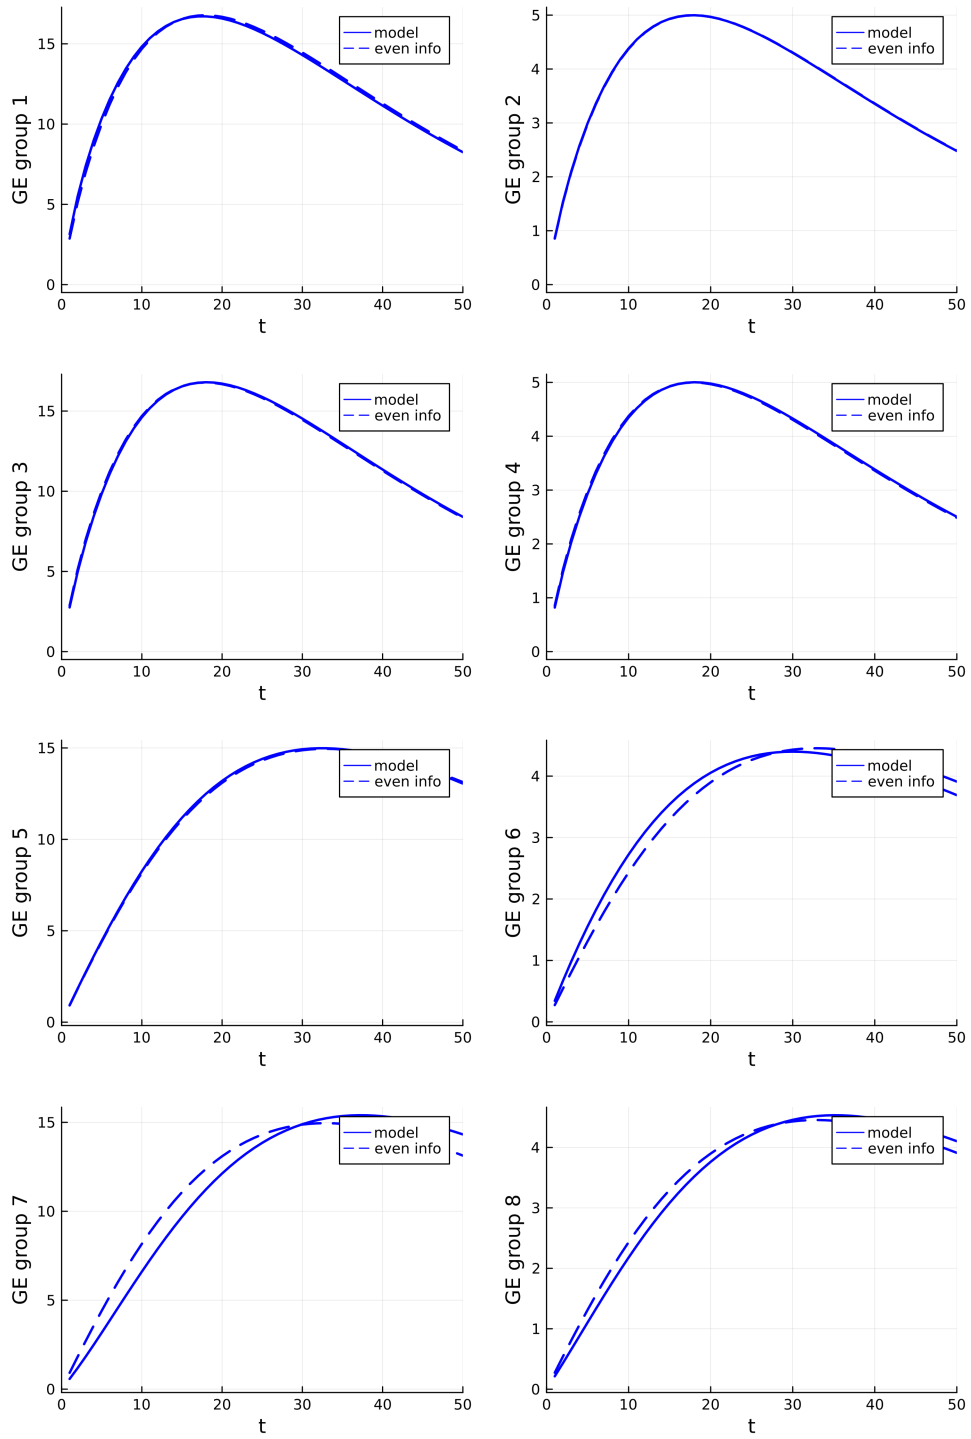 15
10
5
0
GE group 1
model
even info
0 10 20 30 40 50
t
5
4
3
2
1
0
GE group 2
model
even info
0 10 20 30 40 50
t
15
10
5
0
GE group 3
model
even info
0 10 20 30 40 50
t
5
4
3
2
1
0
GE group 4
model
even info
0 10 20 30 40 50
t
15
10
5
0
GE group 5
model
even info
0 10 20 30 40 50
t
4
3
2
1
0
GE group 6
model
even info
0 10 20 30 40 50
t
15
10
5
0
GE group 7
model
even info
0 10 20 30 40 50
t
4
3
2
1
0
GE group 8
model
even info
0 10 20 30 40 50
t